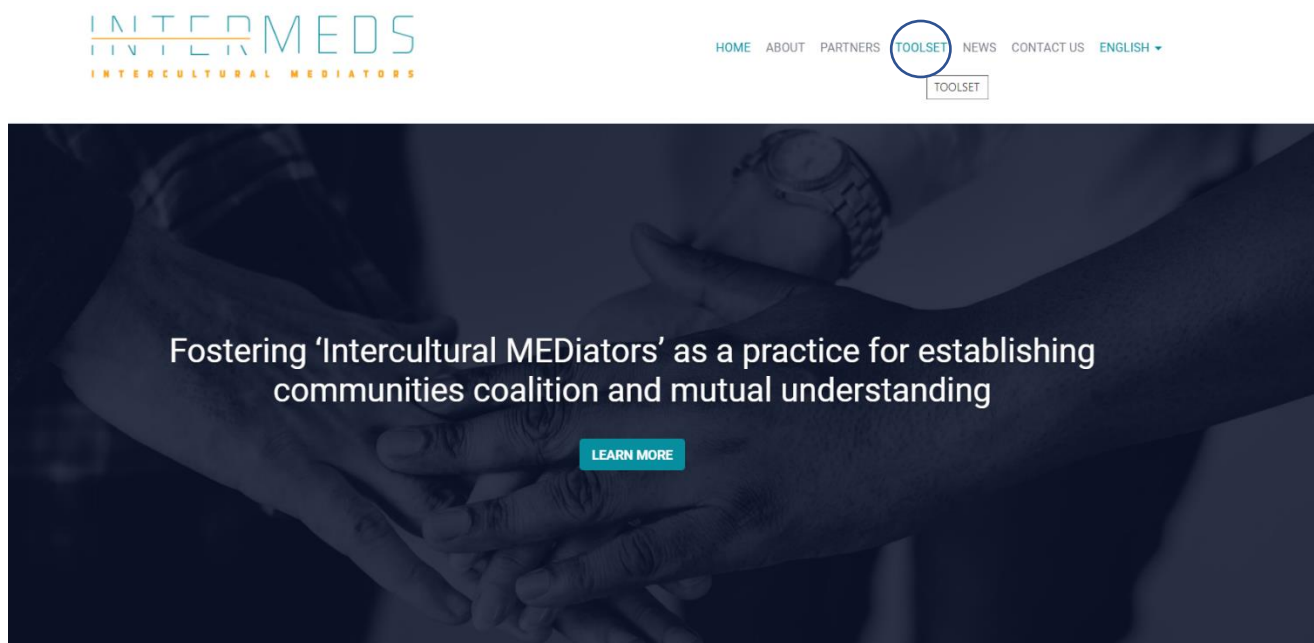 INTERMEDS
INTERCULTURAL MEDIATORS
HOME ABOUT PARTNERS TOOLSET NEWS CONTACT US ENGLISH
TOOLSET
Fostering ‘Intercultural MEDiators’ as a practice for establishing
communities coalition and mutual understanding
LEARN MORE